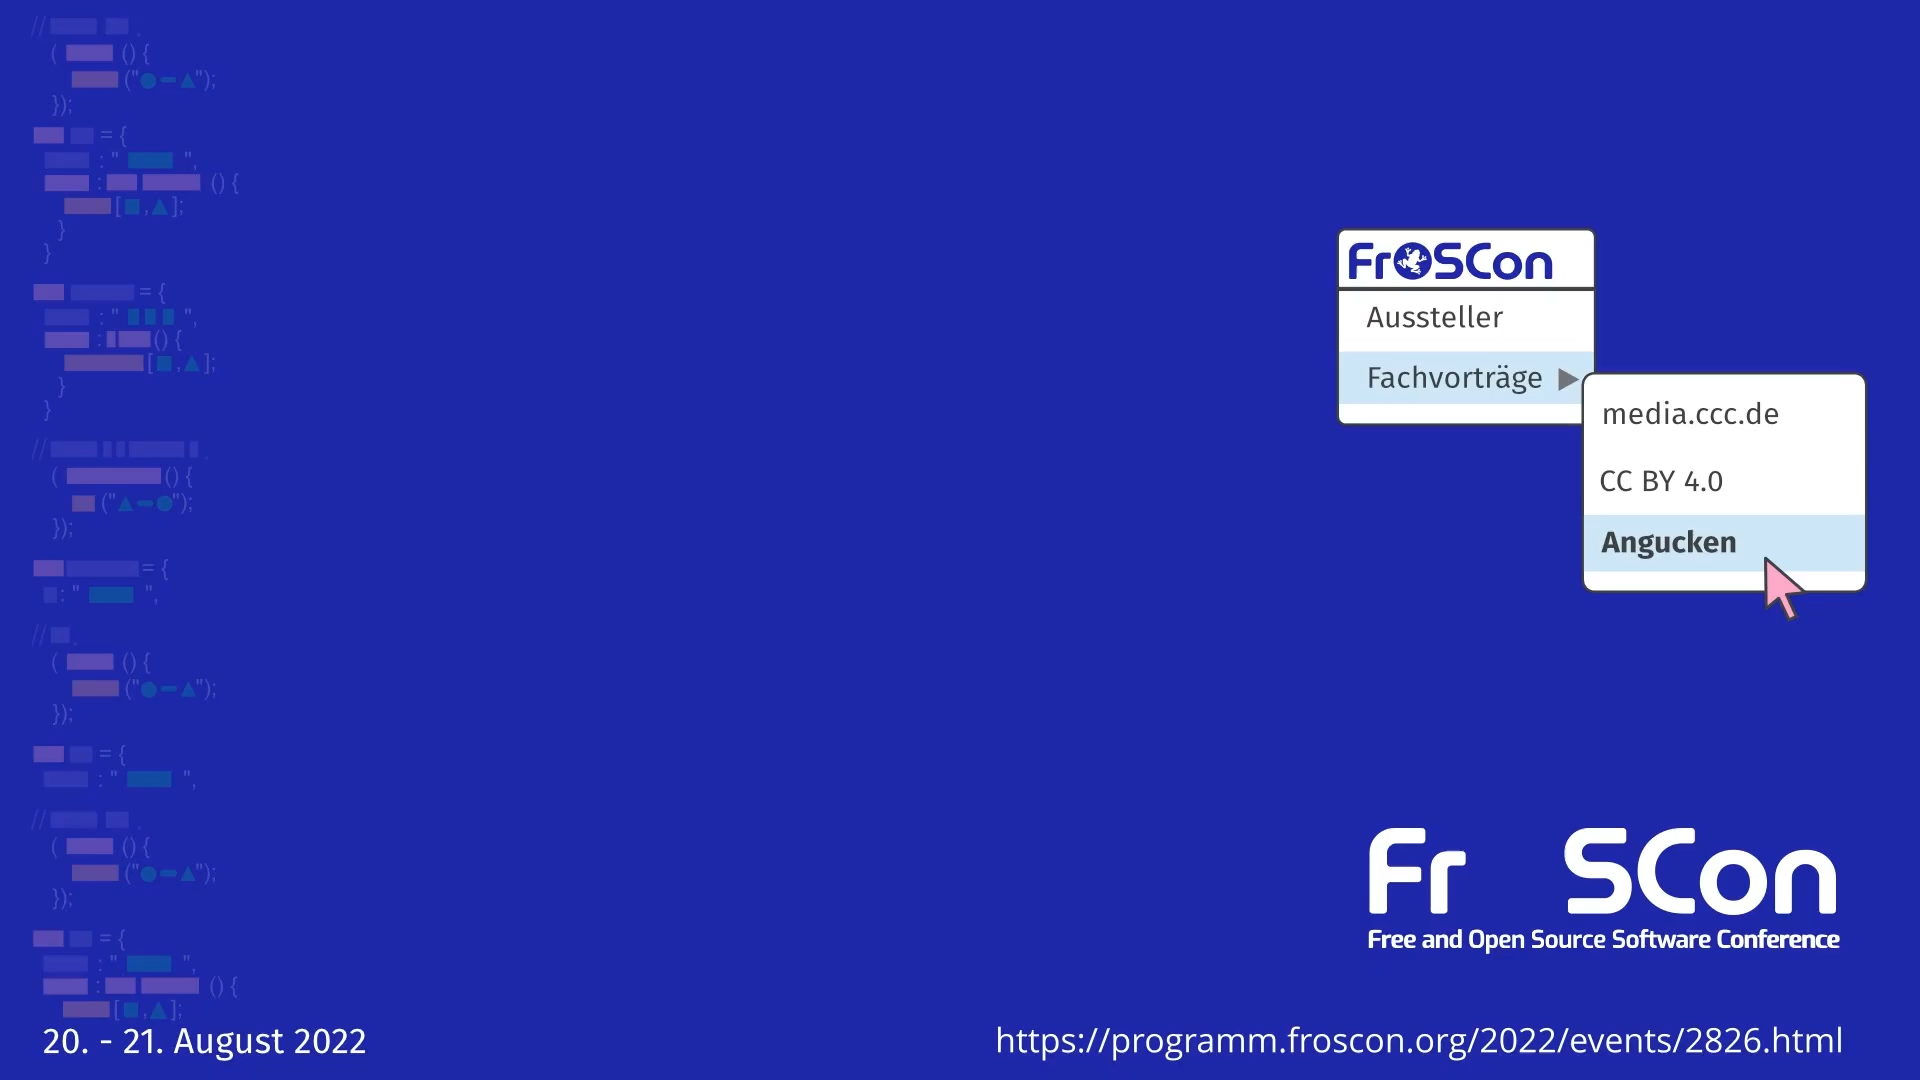 FrOSCon
Aussteller
Fachvorträge
media.ccc.de
CC BY 4.0
Angucken
Fr SCon
Free and Open Source Software Conference
20. - 21. August 2022
https://programm.froscon.org/2022/events/2826.html